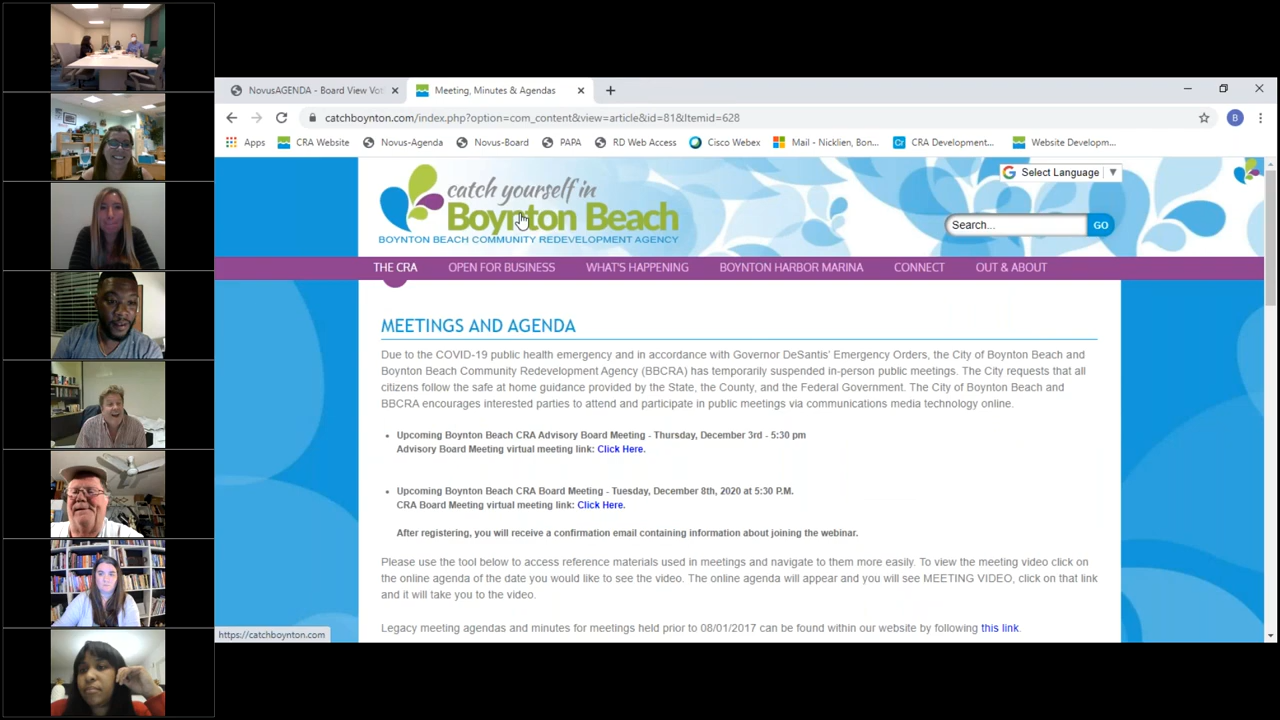 NovusAGENDA - Board View Vot
Meeting, Minutes & Agendas
catchboynton.com/index.php?option=com_content&view=article&id=81&Itemid=628
B
Apps CRA Website Novus-Agenda Novus-Board PAPA RD Web Access Cisco Webex Mail - Nicklien, Bon... CRA Development... Website Developm...
catch yourself in
Boynton Beach
BOYNTON BEACH COMMUNITY REDEVELOPMENT AGENCY
Select Language
Search...
GO
THE CRA OPEN FOR BUSINESS WHAT'S HAPPENING BOYNTON HARBOR MARINA CONNECT OUT & ABOUT
MEETINGS AND AGENDA
Due to the COVID-19 public health emergency and in accordance with Governor DeSantis' Emergency Orders, the City of Boynton Beach and
Boynton Beach Community Redevelopment Agency (BBCRA) has temporarily suspended in-person public meetings. The City requests that all
citizens follow the safe at home guidance provided by the State, the County, and the Federal Government. The City of Boynton Beach and
BBCRA encourages interested parties to attend and participate in public meetings via communications media technology online.
• Upcoming Boynton Beach CRA Advisory Board Meeting - Thursday, December 3rd - 5:30 pm
Advisory Board Meeting virtual meeting link: Click Here.
• Upcoming Boynton Beach CRA Board Meeting - Tuesday, December 8th, 2020 at 5:30 P.M.
CRA Board Meeting virtual meeting link: Click Here.
After registering, you will receive a confirmation email containing information about joining the webinar.
Please use the tool below to access reference materials used in meetings and navigate to them more easily. To view the meeting video click on
the online agenda of the date you would like to see the video. The online agenda will appear and you will see MEETING VIDEO, click on that link
and it will take you to the video.
Legacy meeting agendas and minutes for meetings held prior to 08/01/2017 can be found within our website by following this link.
https://catchboynton.com